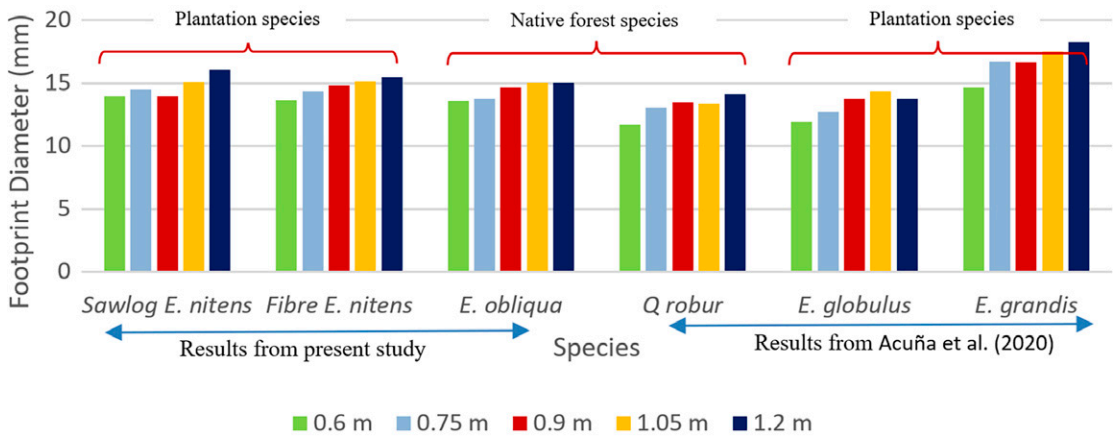 Plantation species
Native forest species
Plantation species
Footprint Diameter (mm)
20
15
10
5
0
Sawlog E. nitens
Fibre E. nitens
E. obliqua
Q robur
E. globulus
E. grandis
Results from present study
Species
Results from Acuña et al. (2020)
0.6 m
0.75 m
0.9 m
1.05 m
1.2 m